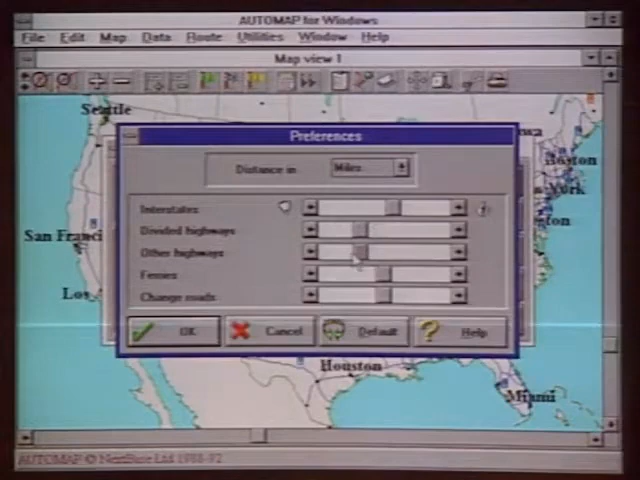 AUTOMAP for Windows
File Edit Map Data Route Utilities Window Help
Map view 1
Seattle
Preferences
Distance in Miles
Boston
York
Interstates
Divided highways
San Franci
Other highways
Ferries
Lo
Change roads
OK Cancel Default Help
Houston
Miami
AUTOMAP © NextBase Ltd 1988-92